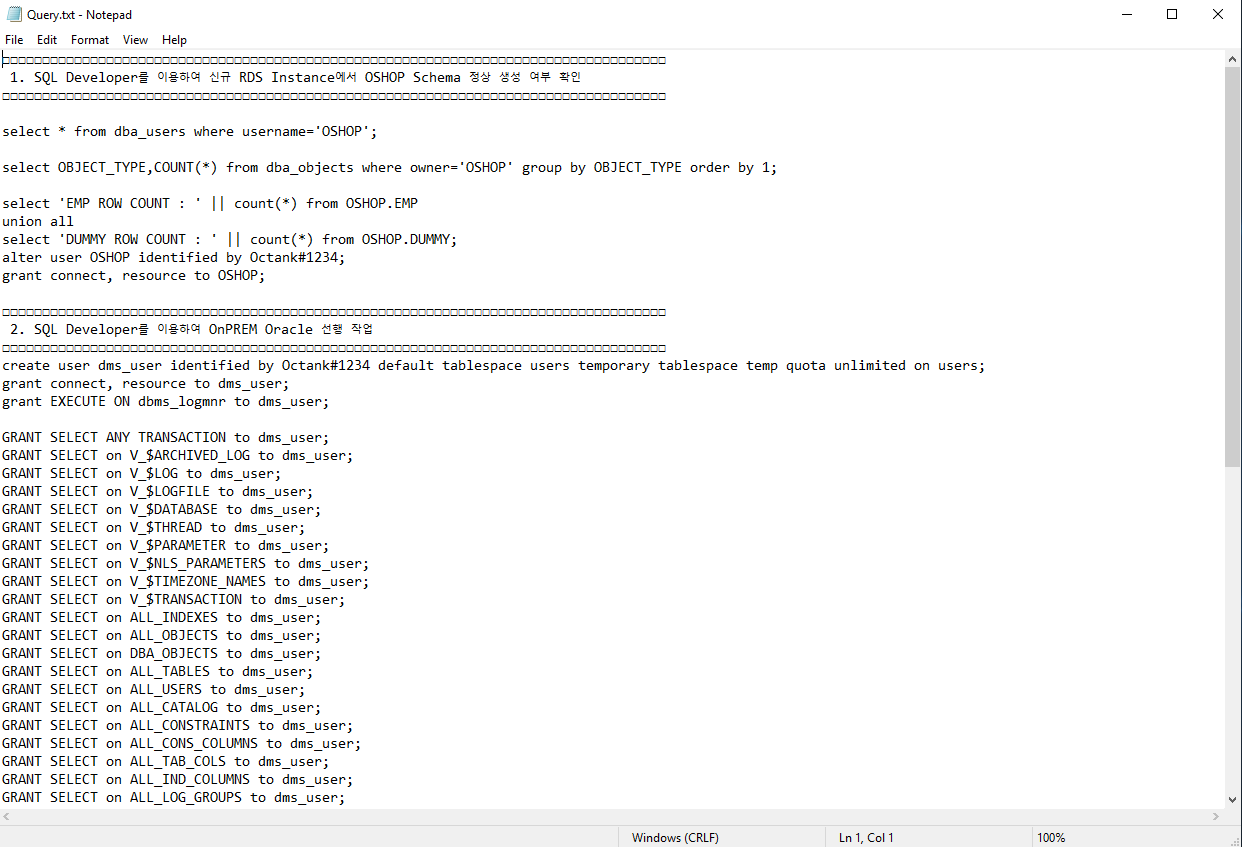 Query.txt - Notepad
File Edit Format View Help
1. SQL Developer를 이용하여 신규 RDS Instance에서 OSHOP Schema 정상 생성 여부 확인
select * from dba_users where username='OSHOP';
select OBJECT_TYPE,COUNT(*) from dba_objects where owner='OSHOP' group by OBJECT_TYPE order by 1;
select 'EMP ROW COUNT : ' || count(*) from OSHOP.EMP
union all
select 'DUMMY ROW COUNT : ' || count(*) from OSHOP.DUMMY;
alter user OSHOP identified by Octank#1234;
grant connect, resource to OSHOP;
2. SQL Developer를 이용하여 OnPREM Oracle 선행 작업
create user dms_user identified by Octank#1234 default tablespace users temporary tablespace temp quota unlimited on users;
grant connect, resource to dms_user;
grant EXECUTE ON dbms_logmnr to dms_user;
GRANT SELECT ANY TRANSACTION to dms_user;
GRANT SELECT on V_$ARCHIVED_LOG to dms_user;
GRANT SELECT on V_$LOG to dms_user;
GRANT SELECT on V_$LOGFILE to dms_user;
GRANT SELECT on V_$DATABASE to dms_user;
GRANT SELECT on V_$THREAD to dms_user;
GRANT SELECT on V_$PARAMETER to dms_user;
GRANT SELECT on V_$NLS_PARAMETERS to dms_user;
GRANT SELECT on V_$TIMEZONE_NAMES to dms_user;
GRANT SELECT on V_$TRANSACTION to dms_user;
GRANT SELECT on ALL_INDEXES to dms_user;
GRANT SELECT on ALL_OBJECTS to dms_user;
GRANT SELECT on DBA_OBJECTS to dms_user;
GRANT SELECT on ALL_TABLES to dms_user;
GRANT SELECT on ALL_USERS to dms_user;
GRANT SELECT on ALL_CATALOG to dms_user;
GRANT SELECT on ALL_CONSTRAINTS to dms_user;
GRANT SELECT on ALL_CONS_COLUMNS to dms_user;
GRANT SELECT on ALL_TAB_COLS to dms_user;
GRANT SELECT on ALL_IND_COLUMNS to dms_user;
GRANT SELECT on ALL_LOG_GROUPS to dms_user;
Windows (CRLF) Ln 1, Col 1 100%